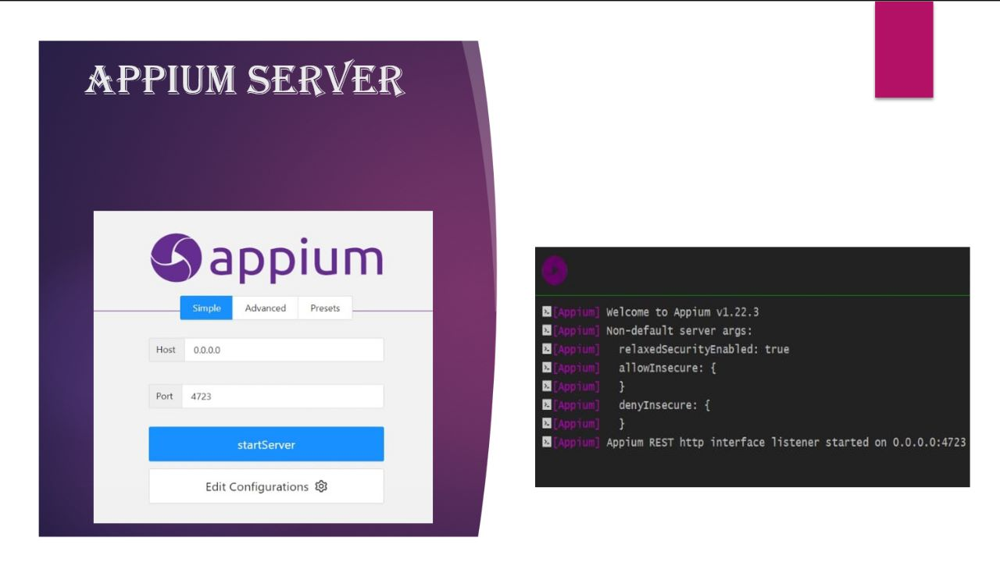 APPIUM SERVER
appium
Simple Advanced Presets
Host 0.0.0.0
Port 4723
startServer
Edit Configurations
[Appium] Welcome to Appium v1.22.3
[Appium] Non-default server args:
[Appium]   relaxedSecurityEnabled: true
[Appium]   allowInsecure: {
[Appium]   }
[Appium]   denyInsecure: {
[Appium]   }
[Appium] Appium REST http interface listener started on 0.0.0.0:4723